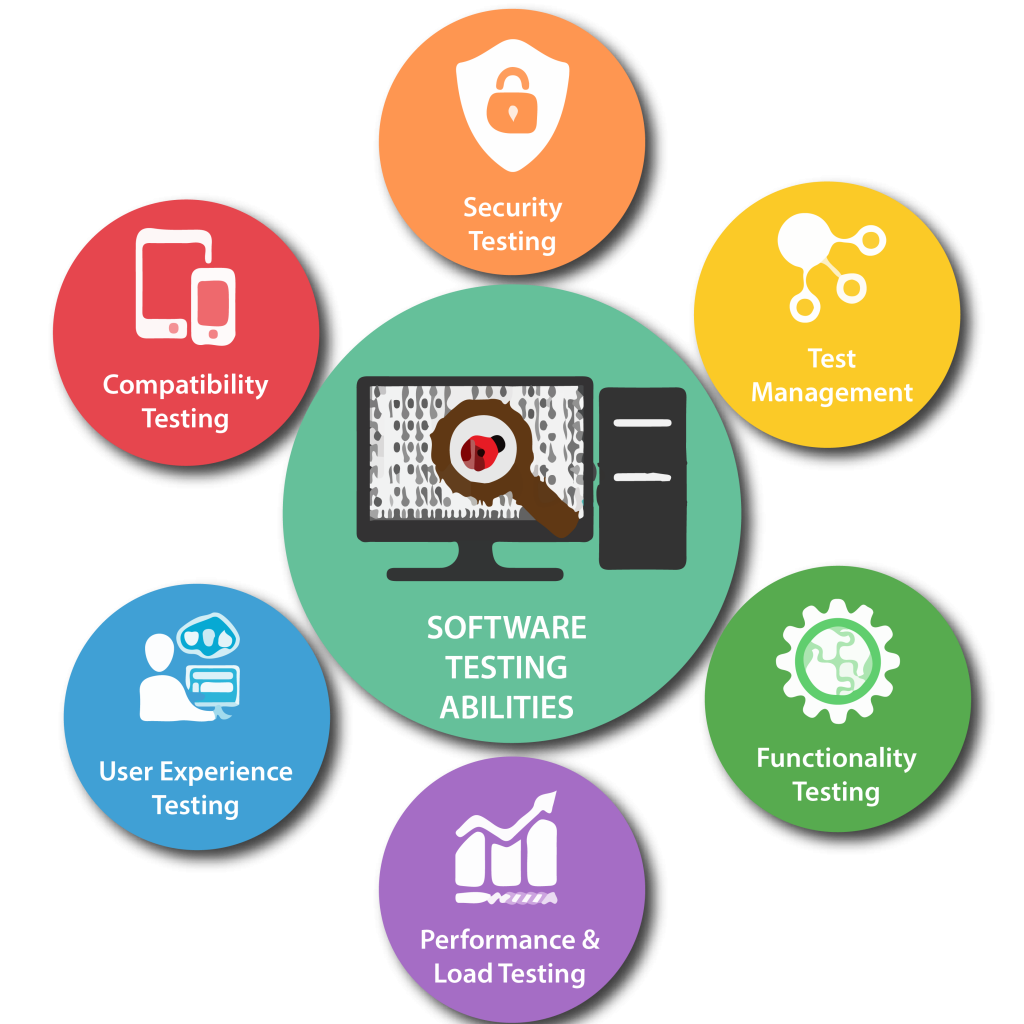 Security
Testing
Test
Management
Compatibility
Testing
SOFTWARE
TESTING
ABILITIES
Functionality
Testing
User Experience
Testing
Performance &
Load Testing